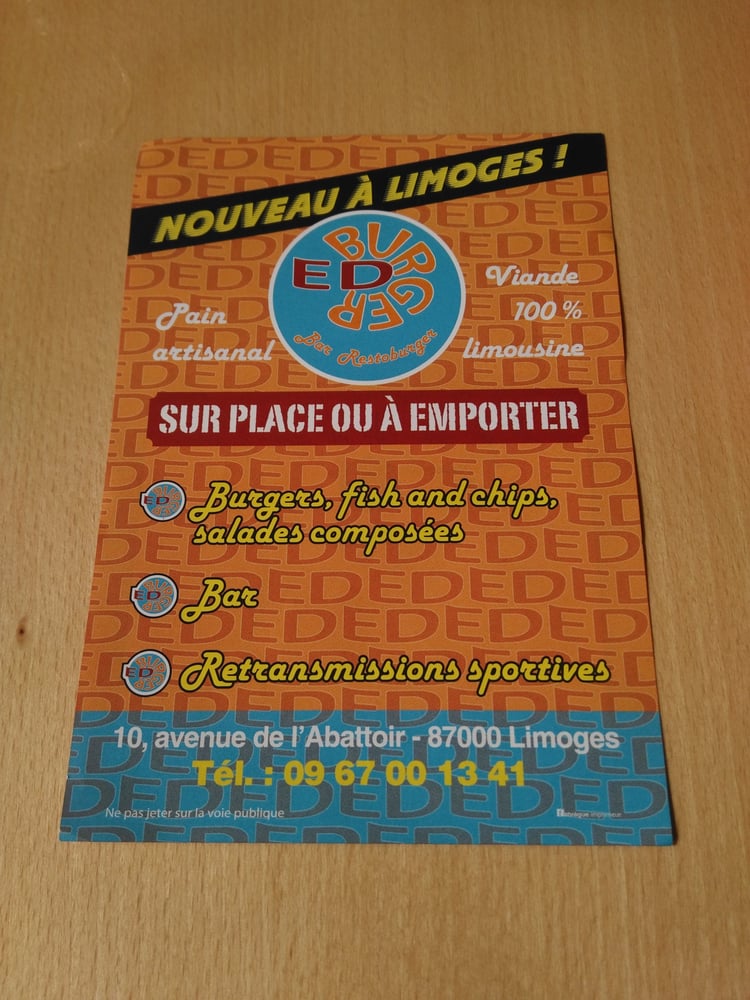 NOUVEAU À LIMOGES !
ED BURGER
Bar Restoburger
Pain
artisanal
Viande
100 %
limousine
SUR PLACE OU À EMPORTER
Burgers, fish and chips,
salades composées
Bar
Retransmissions sportives
10, avenue de l'Abattoir - 87000 Limoges
Tél. : 09 67 00 13 41
Ne pas jeter sur la voie publique
fabrègue imprimeur